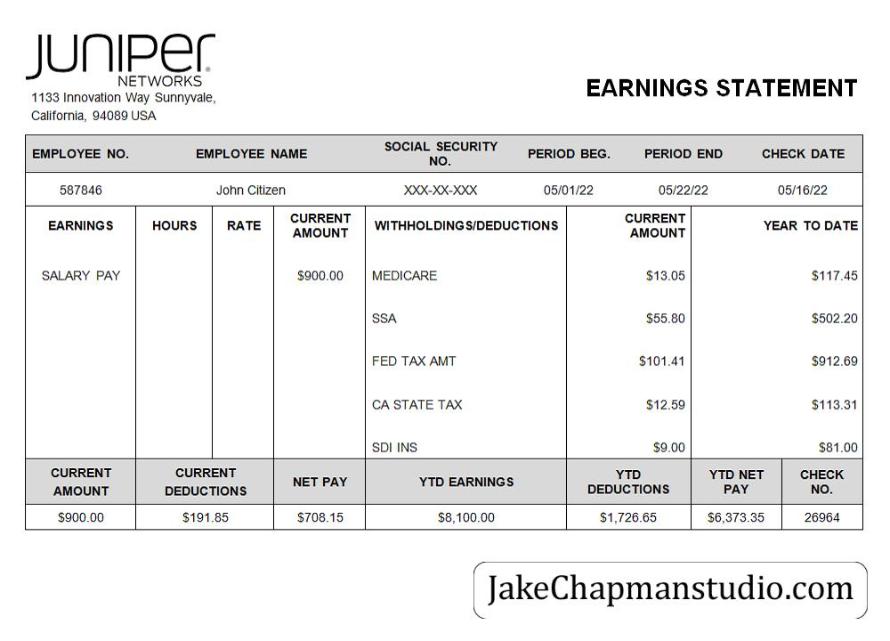 JUNIPEr
NETWORKS
1133 Innovation Way Sunnyvale,
California, 94089 USA
EARNINGS STATEMENT
EMPLOYEE NO. EMPLOYEE NAME SOCIAL SECURITY NO. PERIOD BEG. PERIOD END CHECK DATE
587846 John Citizen XXX-XX-XXX 05/01/22 05/22/22 05/16/22
EARNINGS HOURS RATE CURRENT AMOUNT WITHHOLDINGS/DEDUCTIONS CURRENT AMOUNT YEAR TO DATE
SALARY PAY $900.00 MEDICARE $13.05 $117.45
SSA $55.80 $502.20
FED TAX AMT $101.41 $912.69
CA STATE TAX $12.59 $113.31
SDI INS $9.00 $81.00
CURRENT AMOUNT CURRENT DEDUCTIONS NET PAY YTD EARNINGS YTD DEDUCTIONS YTD NET PAY CHECK NO.
$900.00 $191.85 $708.15 $8,100.00 $1,726.65 $6,373.35 26964
JakeChapmanstudio.com